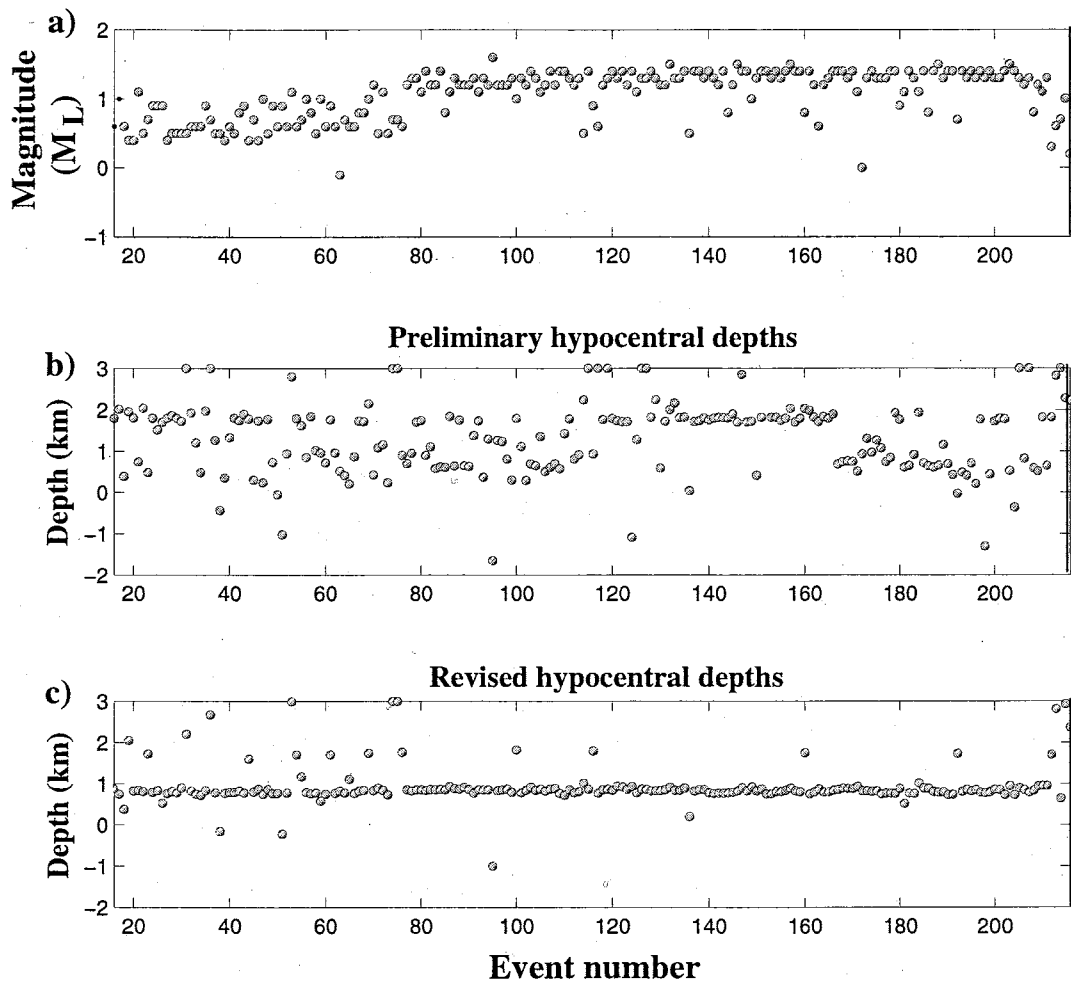 a)
Magnitude
(M_L)
2
1
0
−1
20 40 60 80 100 120 140 160 180 200
Preliminary hypocentral depths
b)
Depth (km)
3
2
1
0
−1
−2
20 40 60 80 100 120 140 160 180 200
Revised hypocentral depths
c)
Depth (km)
3
2
1
0
−1
−2
20 40 60 80 100 120 140 160 180 200
Event number